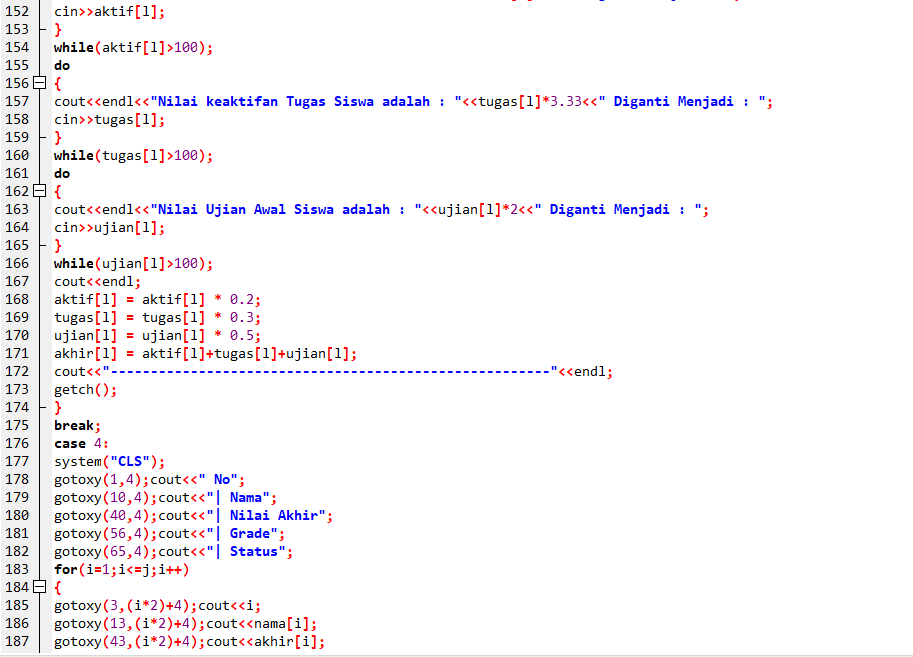 152 cin>>aktif[l];
153 }
154 while(aktif[l]>100);
155 do
156 {
157 cout<<endl<<"Nilai keaktifan Tugas Siswa adalah : "<<tugas[l]*3.33<<" Diganti Menjadi : ";
158 cin>>tugas[l];
159 }
160 while(tugas[l]>100);
161 do
162 {
163 cout<<endl<<"Nilai Ujian Awal Siswa adalah : "<<ujian[l]*2<<" Diganti Menjadi : ";
164 cin>>ujian[l];
165 }
166 while(ujian[l]>100);
167 cout<<endl;
168 aktif[l] = aktif[l] * 0.2;
169 tugas[l] = tugas[l] * 0.3;
170 ujian[l] = ujian[l] * 0.5;
171 akhir[l] = aktif[l]+tugas[l]+ujian[l];
172 cout<<"-------------------------------------------------------"<<endl;
173 getch();
174 }
175 break;
176 case 4:
177 system("CLS");
178 gotoxy(1,4);cout<<" No";
179 gotoxy(10,4);cout<<"| Nama";
180 gotoxy(40,4);cout<<"| Nilai Akhir";
181 gotoxy(56,4);cout<<"| Grade";
182 gotoxy(65,4);cout<<"| Status";
183 for(i=1;i<=j;i++)
184 {
185 gotoxy(3,(i*2)+4);cout<<i;
186 gotoxy(13,(i*2)+4);cout<<nama[i];
187 gotoxy(43,(i*2)+4);cout<<akhir[i];